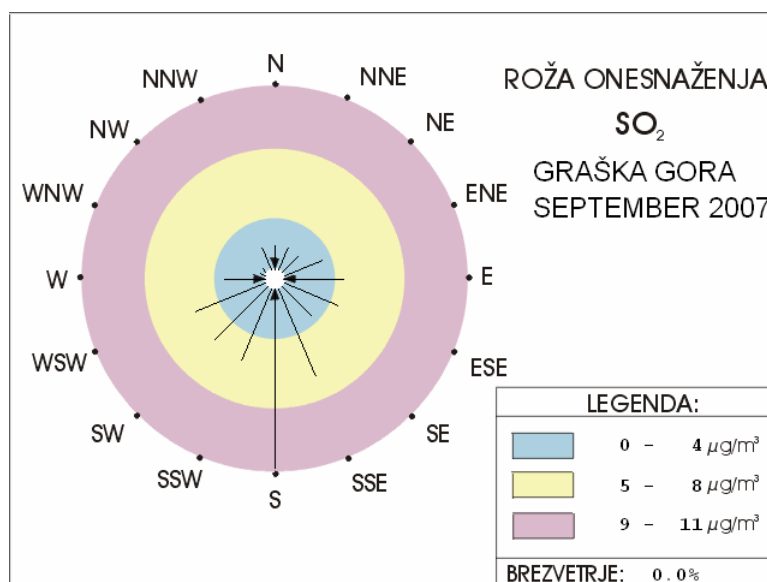 ROŽA ONESNAŽENJA
SO₂
GRAŠKA GORA
SEPTEMBER 2007
N
NNE
NE
ENE
E
ESE
SE
SSE
S
SSW
SW
WSW
W
WNW
NW
NNW
LEGENDA:
0 – 4 µg/m³
5 – 8 µg/m³
9 – 11 µg/m³
BREZVETRJE: 0.0%